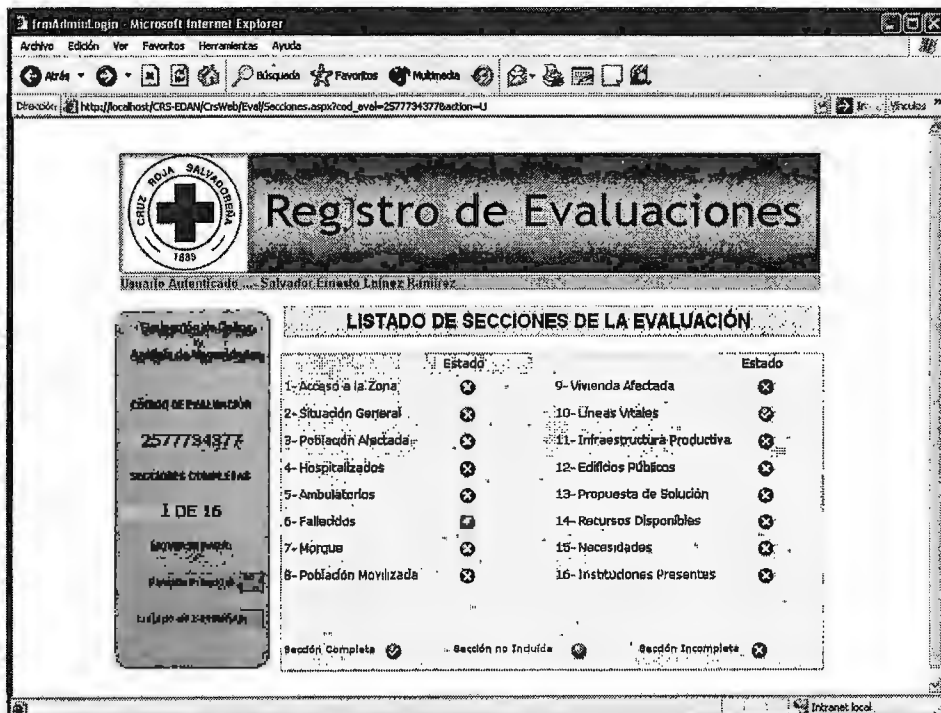 frmAdminLogin - Microsoft Internet Explorer
Archivo Edición Ver Favoritos Herramientas Ayuda
Atrás Búsqueda Favoritos Multimedia
Dirección http://localhost/CRS-EDAN/CrsWeb/Eval/Secciones.aspx?cod_eval=2577734377&action=U Ir Vínculos »
CRUZ ROJA SALVADOREÑA
1885
Registro de Evaluaciones
Usuario Autenticado ...- Salvador Ernesto Laínez Ramírez
LISTADO DE SECCIONES DE LA EVALUACIÓN
CÓDIGO DE EVALUACIÓN
2577734377
SECCIONES COMPLETAS
1 DE 16
Estado Estado
1- Acceso a la Zona 9- Vivienda Afectada
2- Situación General 10- Líneas Vitales
3- Población Afectada 11- Infraestructura Productiva
4- Hospitalizados 12- Edificios Públicos
5- Ambulatorios 13- Propuesta de Solución
6- Fallecidos 14- Recursos Disponibles
7- Morgue 15- Necesidades
8- Población Movilizada 16- Instituciones Presentes
Sección Completa Sección no Incluída Sección Incompleta
Intranet local